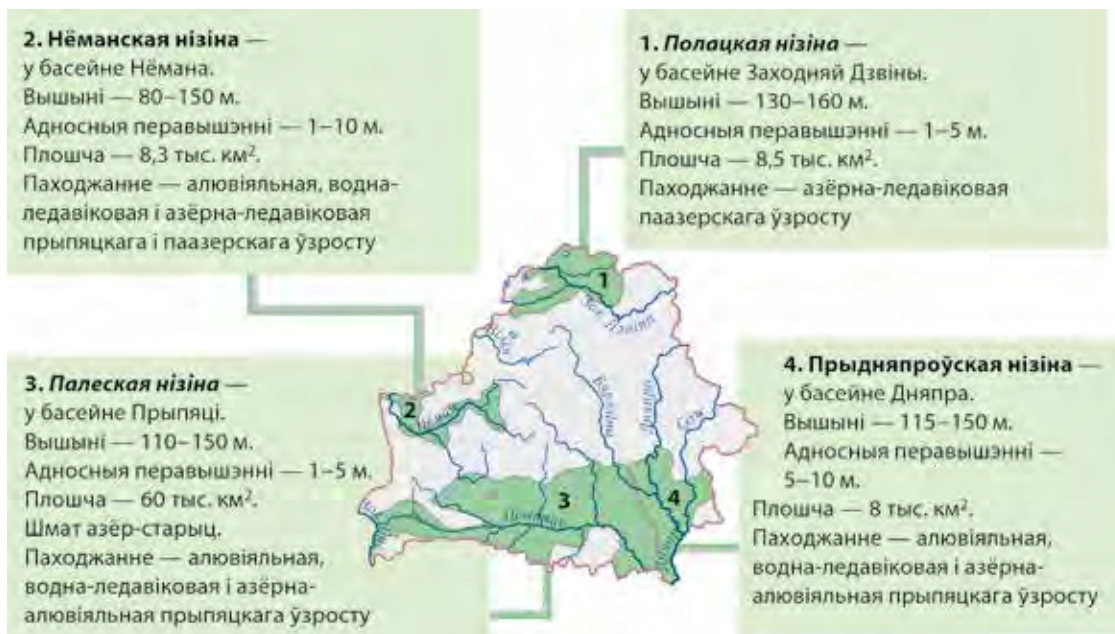 2. Нёманская нізіна —
у басейне Нёмана.
Вышыні — 80–150 м.
Адносныя перавышэнні — 1–10 м.
Плошча — 8,3 тыс. км².
Паходжанне — алювіяльная, водна-
ледавіковая і азёрна-ледавіковая
прыпяцкага і паазерскага ўзросту
1. Полацкая нізіна —
у басейне Заходняй Дзвіны.
Вышыні — 130–160 м.
Адносныя перавышэнні — 1–5 м.
Плошча — 8,5 тыс. км².
Паходжанне — азёрна-ледавіковая
паазерскага ўзросту
3. Палеская нізіна —
у басейне Прыпяці.
Вышыні — 110–150 м.
Адносныя перавышэнні — 1–5 м.
Плошча — 60 тыс. км².
Шмат азёр-старыц.
Паходжанне — алювіяльная,
водна-ледавіковая і азёрна-
алювіяльная прыпяцкага ўзросту
4. Прыдняпроўская нізіна —
у басейне Дняпра.
Вышыні — 115–150 м.
Адносныя перавышэнні —
5–10 м.
Плошча — 8 тыс. км².
Паходжанне — алювіяльная,
водна-ледавіковая і азёрна-
алювіяльная прыпяцкага ўзросту
1
2
3
4
Сож